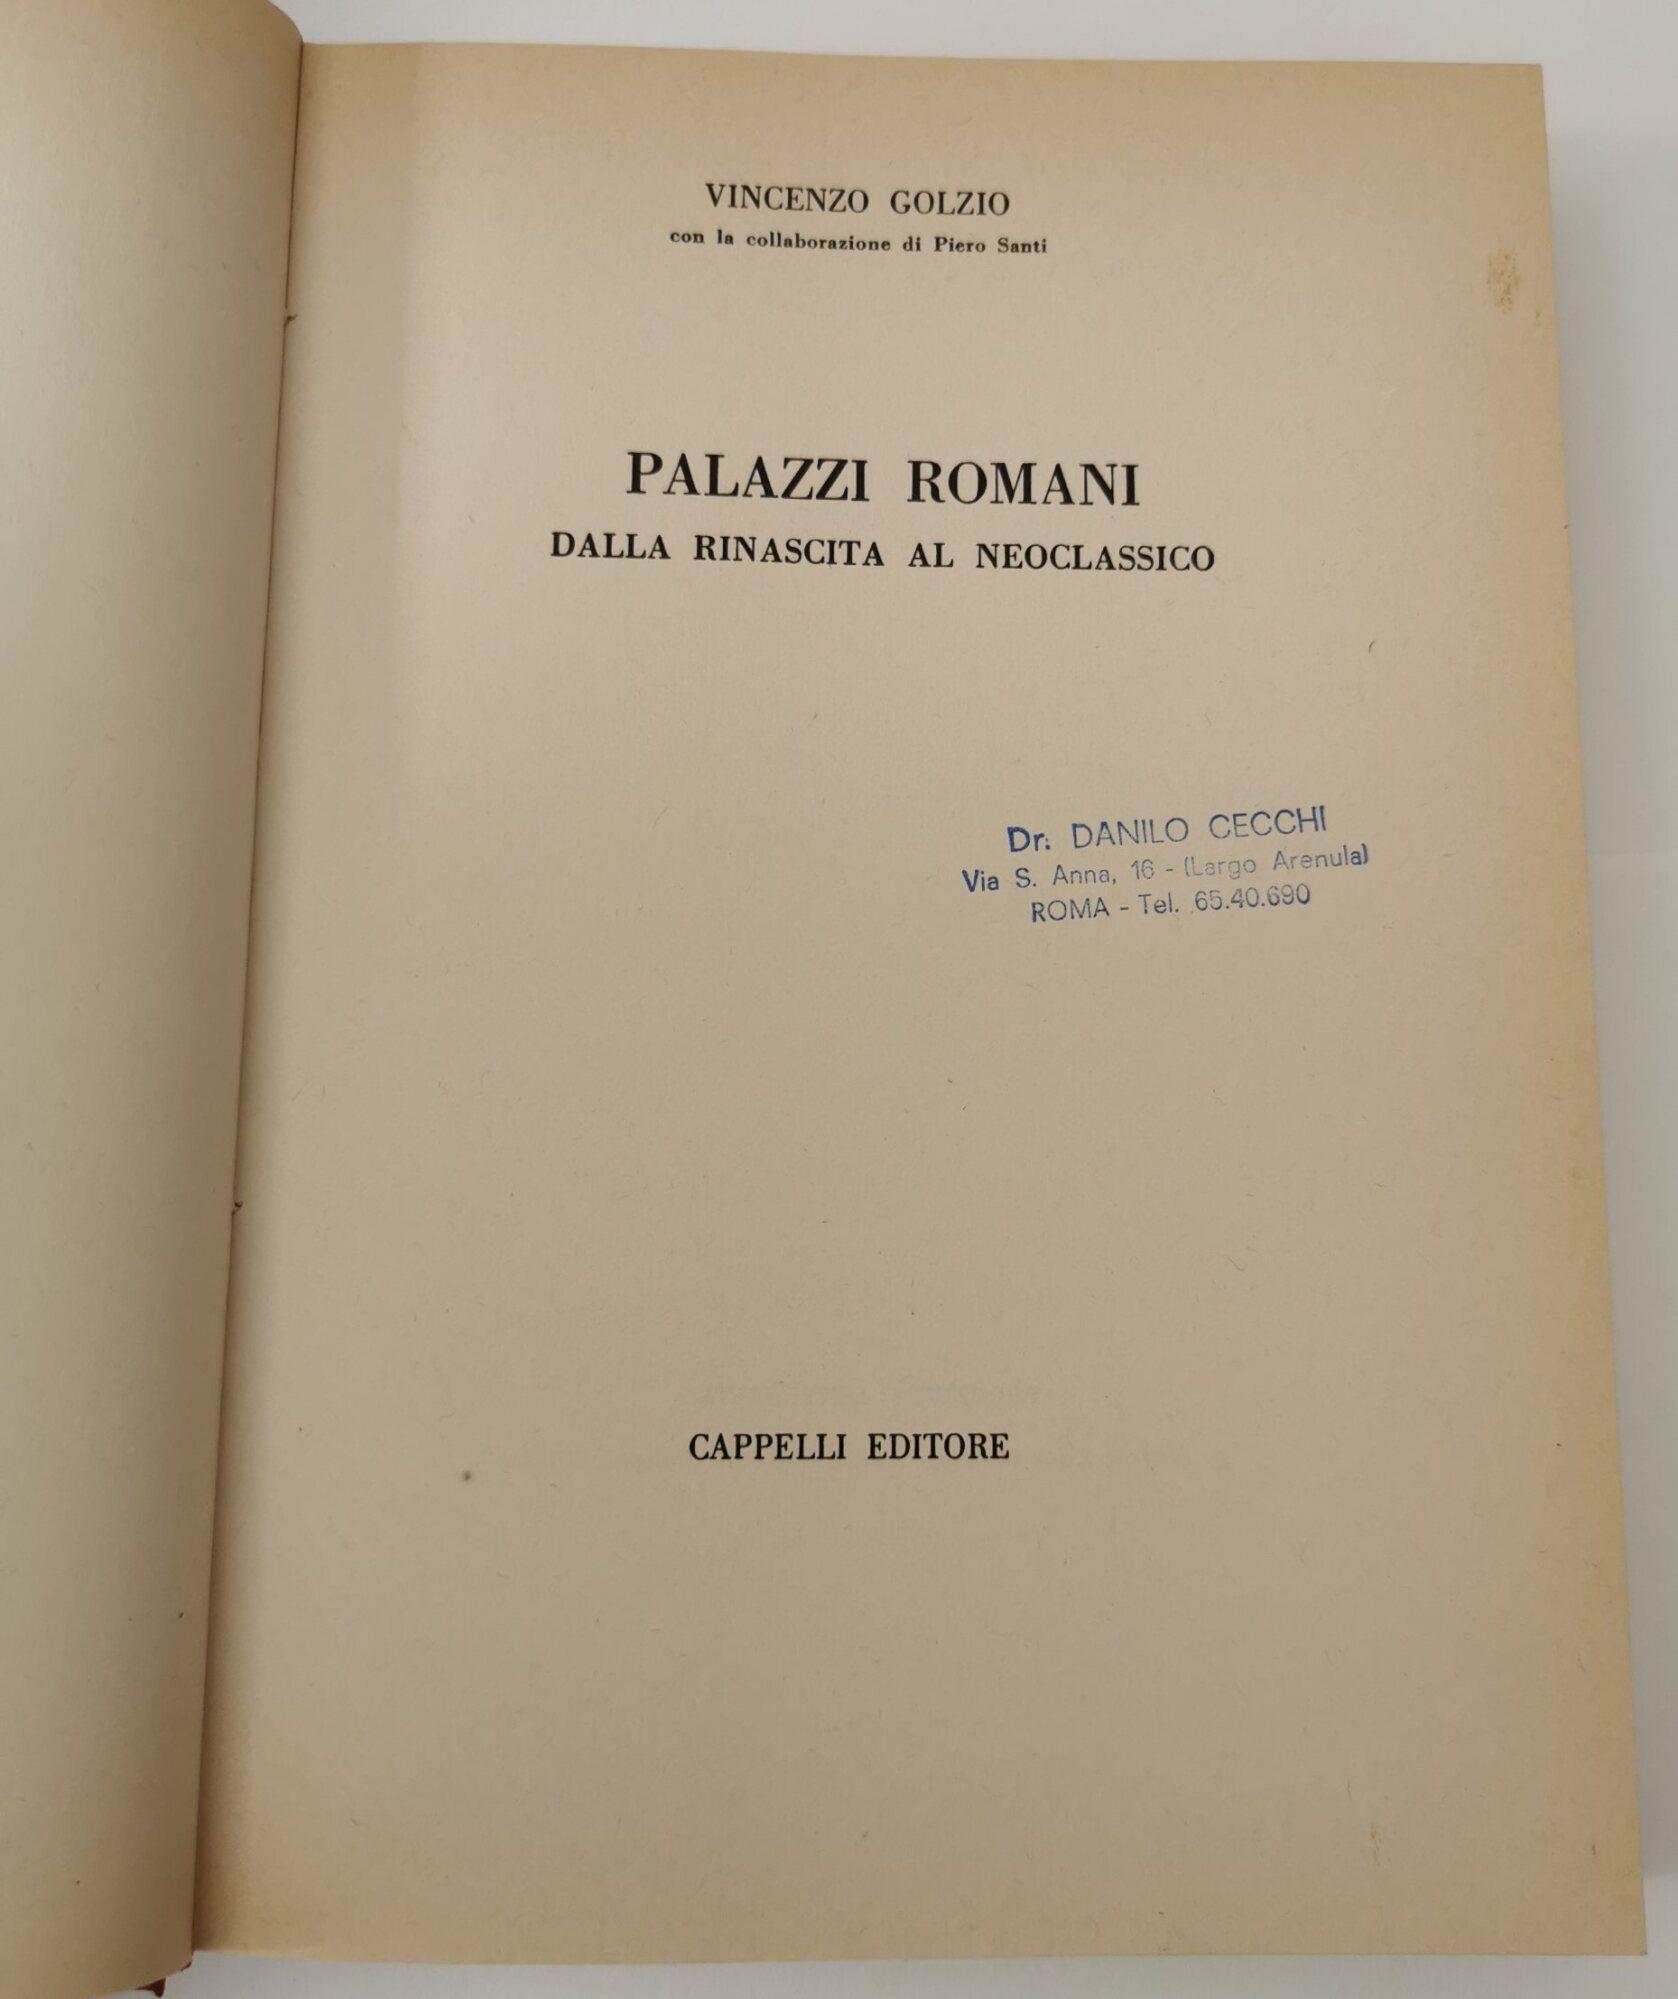 VINCENZO GOLZIO
con la collaborazione di Piero Santi
PALAZZI ROMANI
DALLA RINASCITA AL NEOCLASSICO
Dr. DANILO CECCHI
Via S. Anna, 16 - (Largo Arenula)
ROMA - Tel. 65.40.690
CAPPELLI EDITORE